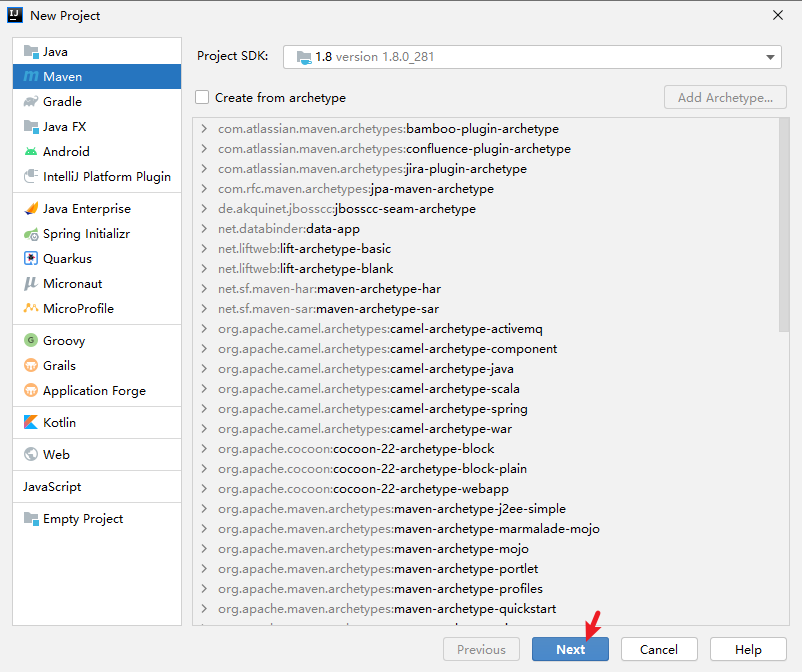 New Project
Java
Maven
Gradle
Java FX
Android
IntelliJ Platform Plugin
Java Enterprise
Spring Initializr
Quarkus
Micronaut
MicroProfile
Groovy
Grails
Application Forge
Kotlin
Web
JavaScript
Empty Project
Project SDK: 1.8 version 1.8.0_281
Create from archetype Add Archetype...
com.atlassian.maven.archetypes:bamboo-plugin-archetype
com.atlassian.maven.archetypes:confluence-plugin-archetype
com.atlassian.maven.archetypes:jira-plugin-archetype
com.rfc.maven.archetypes:jpa-maven-archetype
de.akquinet.jbosscc:jbosscc-seam-archetype
net.databinder:data-app
net.liftweb:lift-archetype-basic
net.liftweb:lift-archetype-blank
net.sf.maven-har:maven-archetype-har
net.sf.maven-sar:maven-archetype-sar
org.apache.camel.archetypes:camel-archetype-activemq
org.apache.camel.archetypes:camel-archetype-component
org.apache.camel.archetypes:camel-archetype-java
org.apache.camel.archetypes:camel-archetype-scala
org.apache.camel.archetypes:camel-archetype-spring
org.apache.camel.archetypes:camel-archetype-war
org.apache.cocoon:cocoon-22-archetype-block
org.apache.cocoon:cocoon-22-archetype-block-plain
org.apache.cocoon:cocoon-22-archetype-webapp
org.apache.maven.archetypes:maven-archetype-j2ee-simple
org.apache.maven.archetypes:maven-archetype-marmalade-mojo
org.apache.maven.archetypes:maven-archetype-mojo
org.apache.maven.archetypes:maven-archetype-portlet
org.apache.maven.archetypes:maven-archetype-profiles
org.apache.maven.archetypes:maven-archetype-quickstart
Previous Next Cancel Help